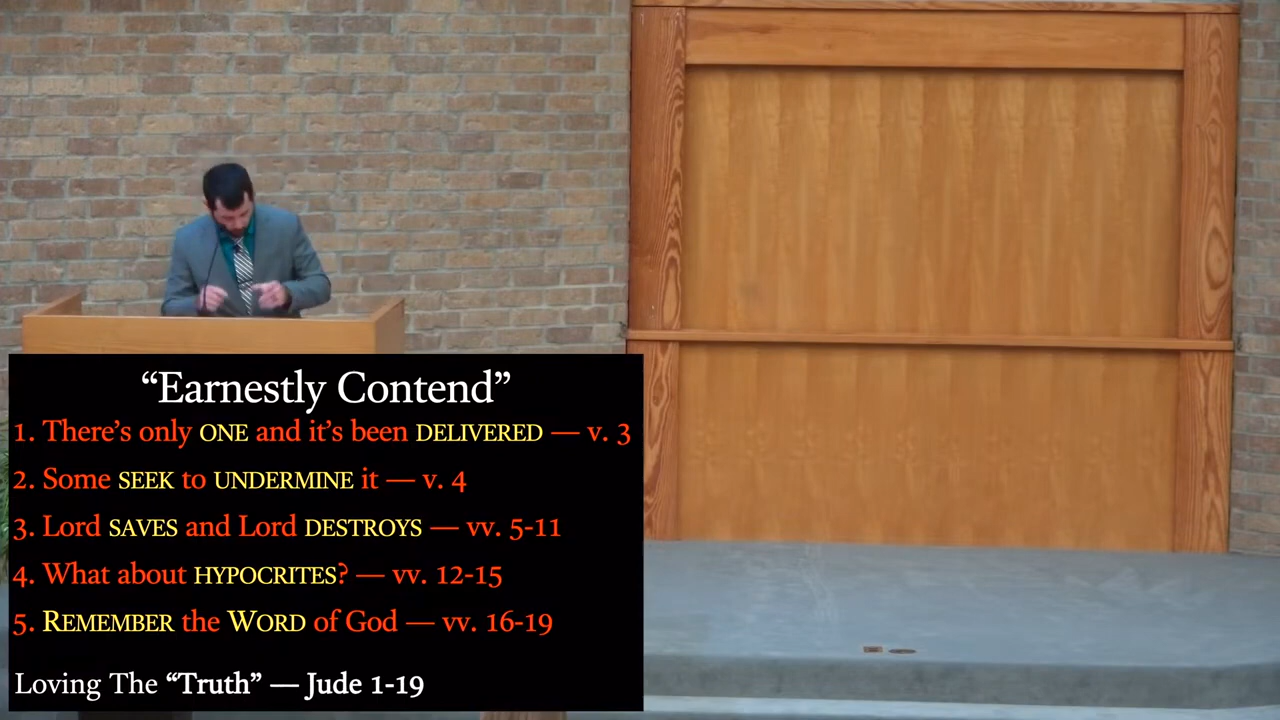 “Earnestly Contend”
1. There’s only ONE and it’s been DELIVERED — v. 3
2. Some SEEK to UNDERMINE it — v. 4
3. Lord SAVES and Lord DESTROYS — vv. 5-11
4. What about HYPOCRITES? — vv. 12-15
5. REMEMBER the WORD of God — vv. 16-19
Loving The “Truth” — Jude 1-19